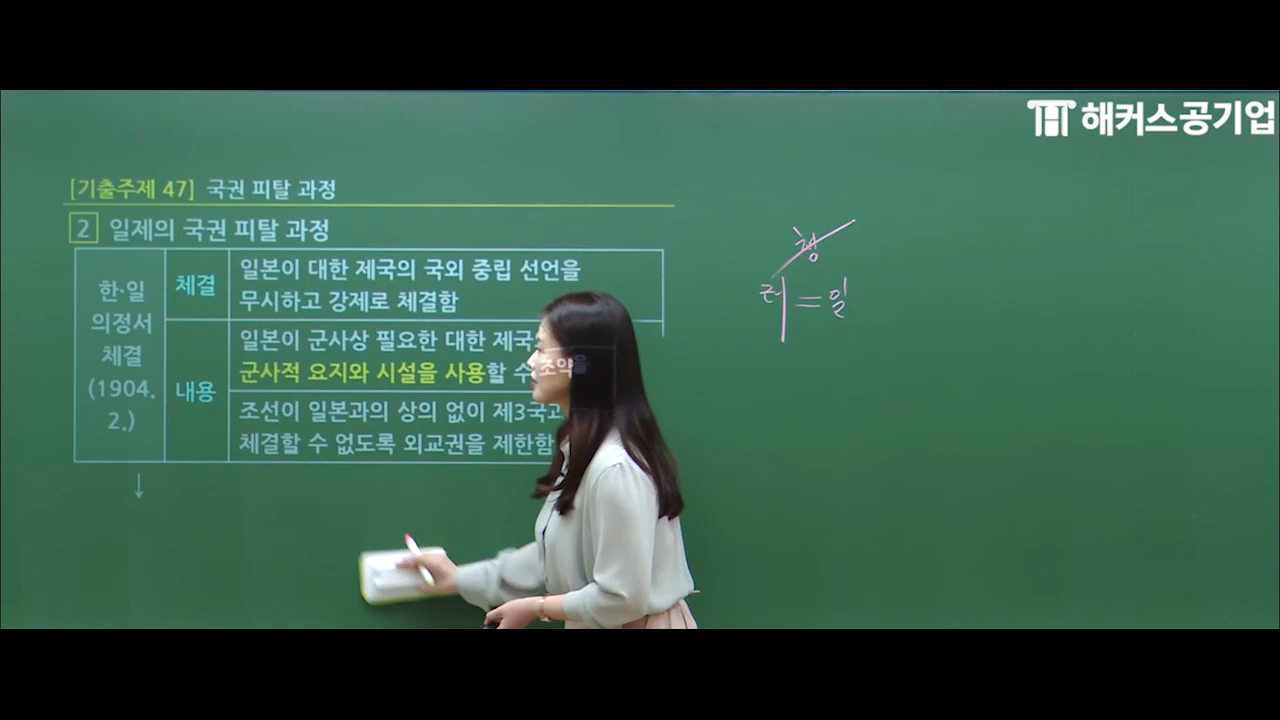 해커스공기업
[기출주제 47] 국권 피탈 과정
2 일제의 국권 피탈 과정
한·일
의정서
체결
(1904.
2.)
체결
일본이 대한 제국의 국외 중립 선언을
무시하고 강제로 체결함
내용
일본이 군사상 필요한 대한 제국
군사적 요지와 시설을 사용할 수
조선이 일본과의 상의 없이 제3국과 조약을
체결할 수 없도록 외교권을 제한함
청
러 = 일